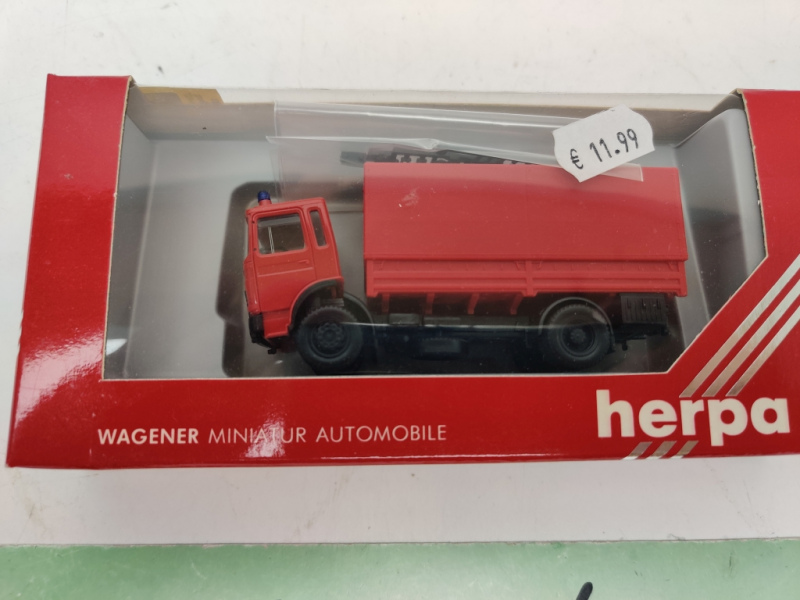 € 11.99
WAGENER MINIATUR AUTOMOBILE
herpa